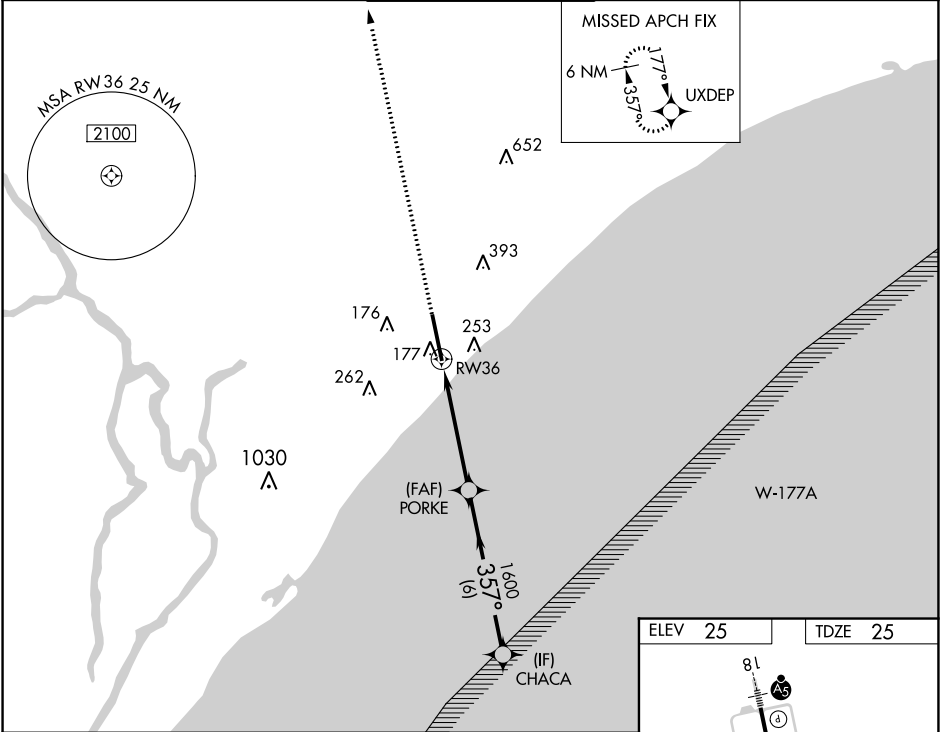 MISSED APCH FIX
6 NM
177°
357°
UXDEP
MSA RW36 25 NM
2100
652
393
176
253
177
RW36
262
1030
(FAF)
PORKE
W-177A
1600
357°
(6)
(IF)
CHACA
ELEV 25
TDZE 25
18
A5
P